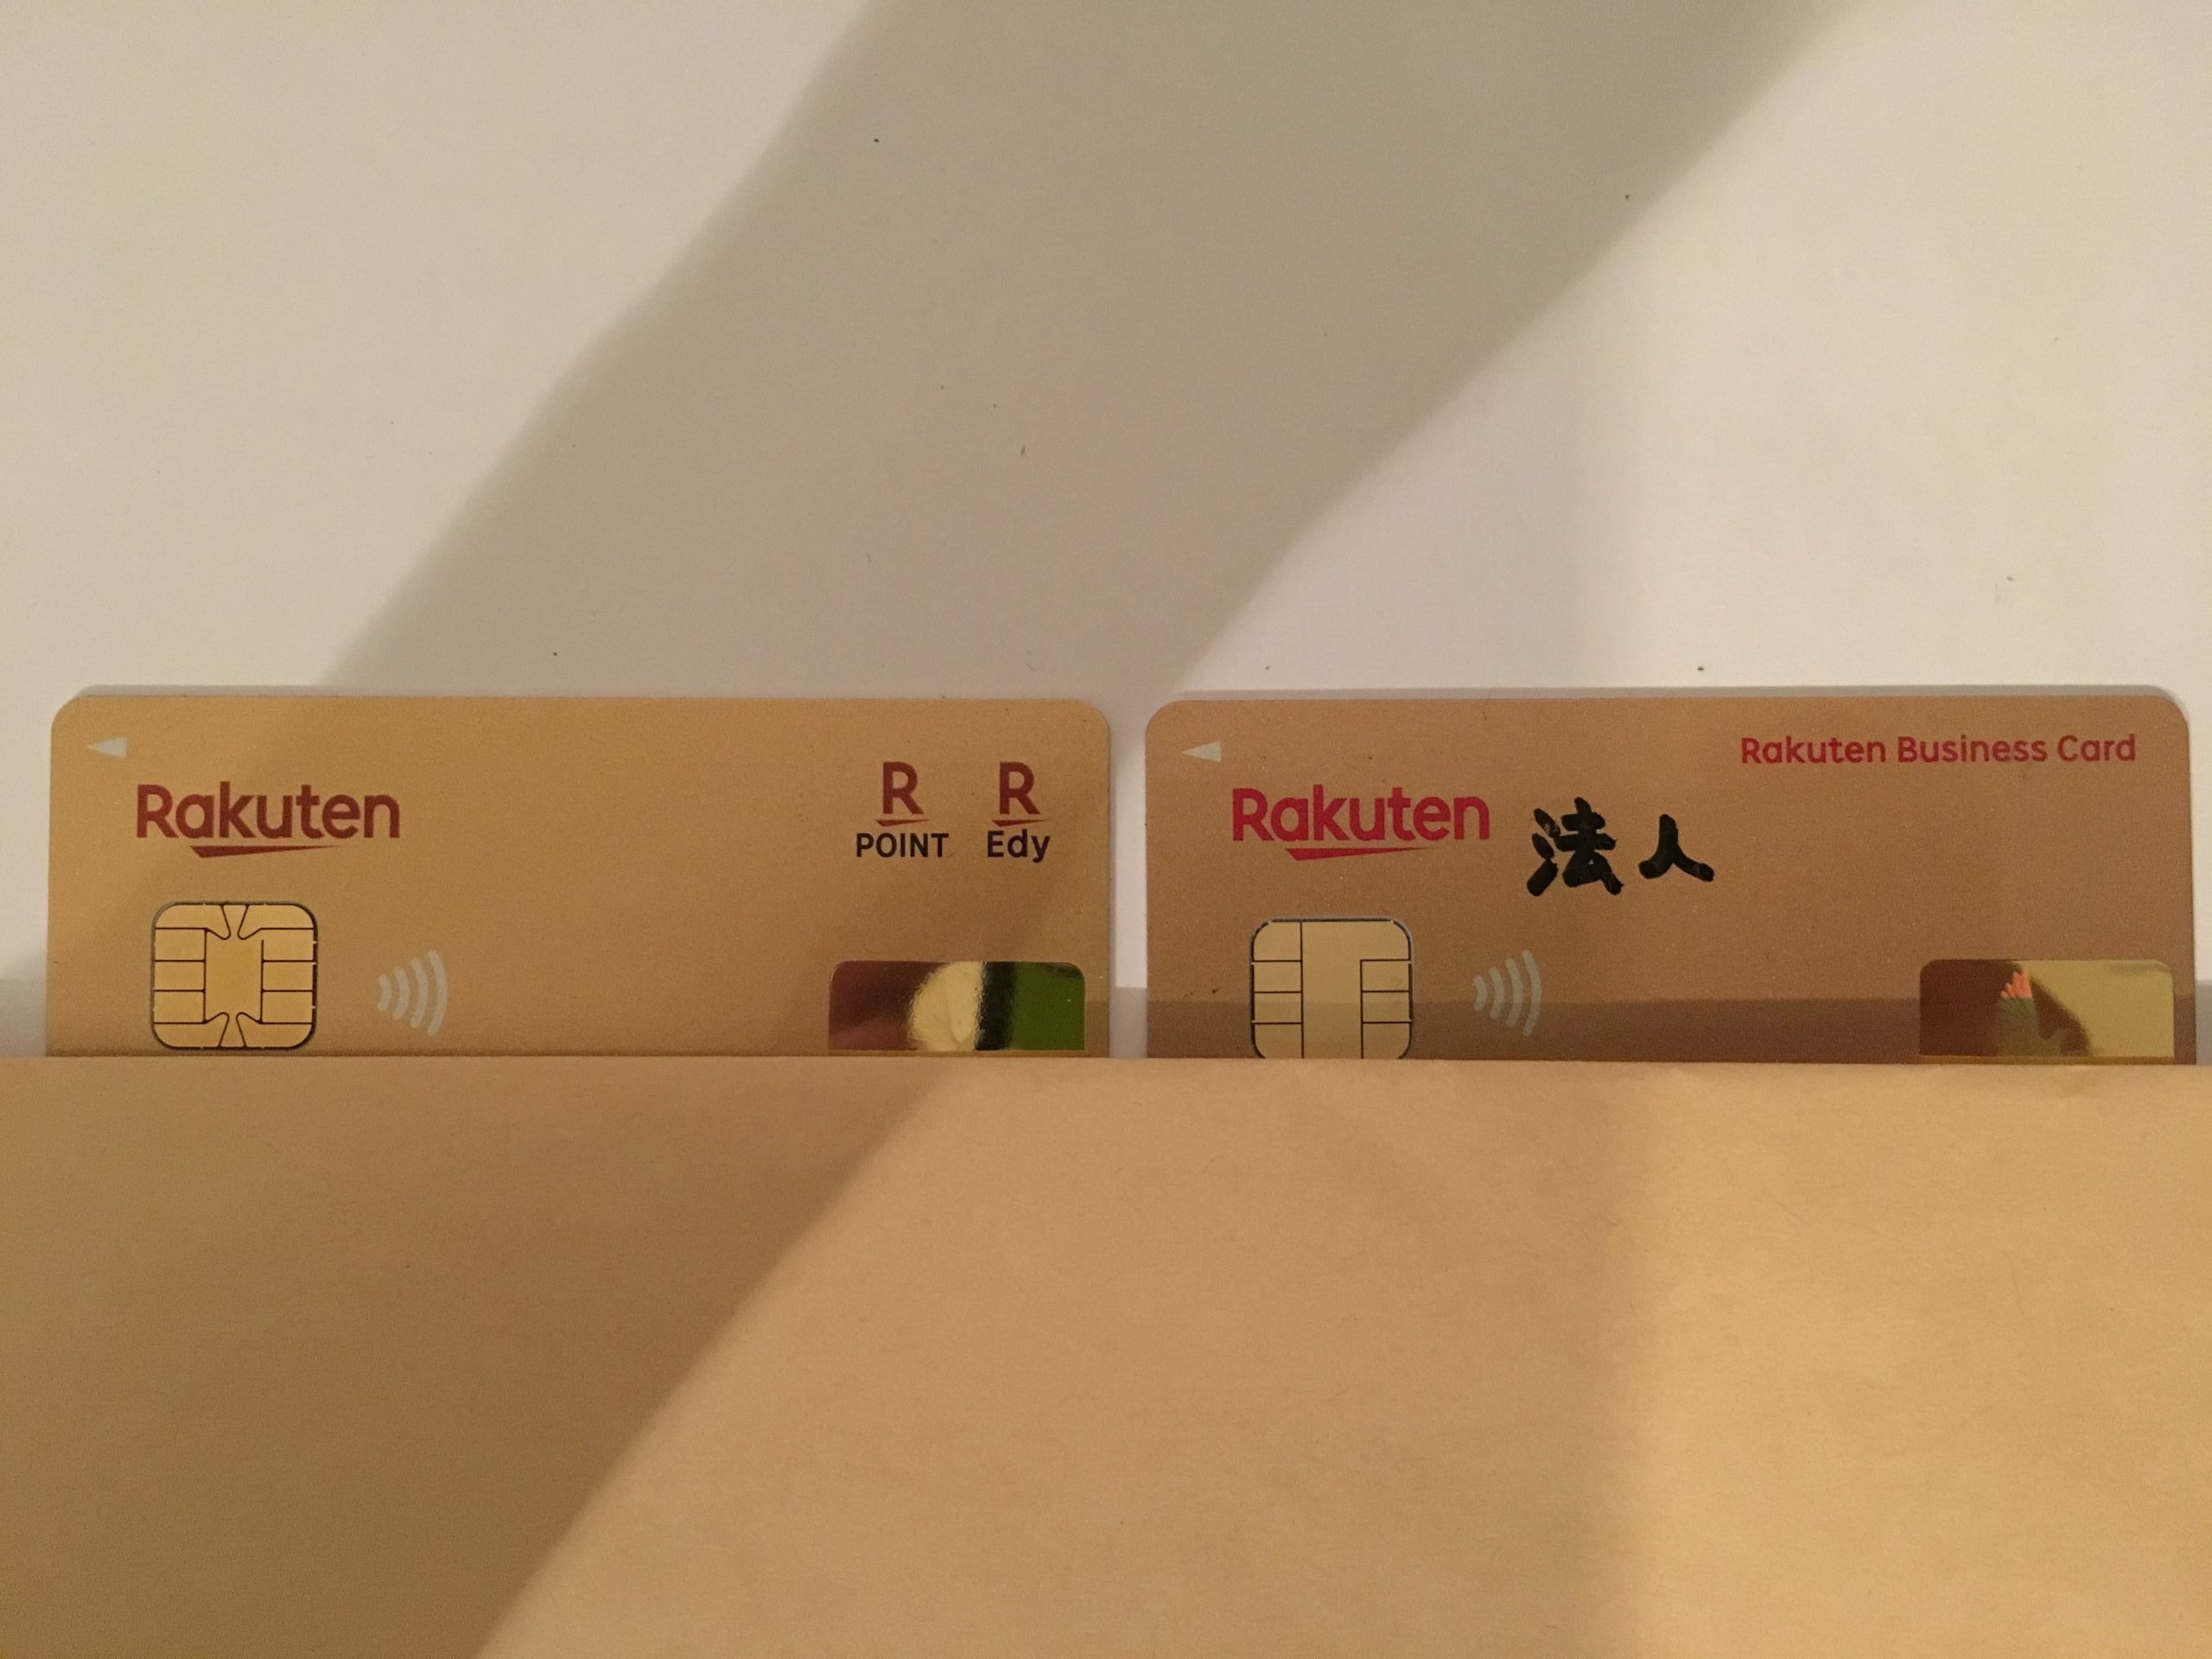 Rakuten
R
POINT
R
Edy
Rakuten Business Card
Rakuten
法人